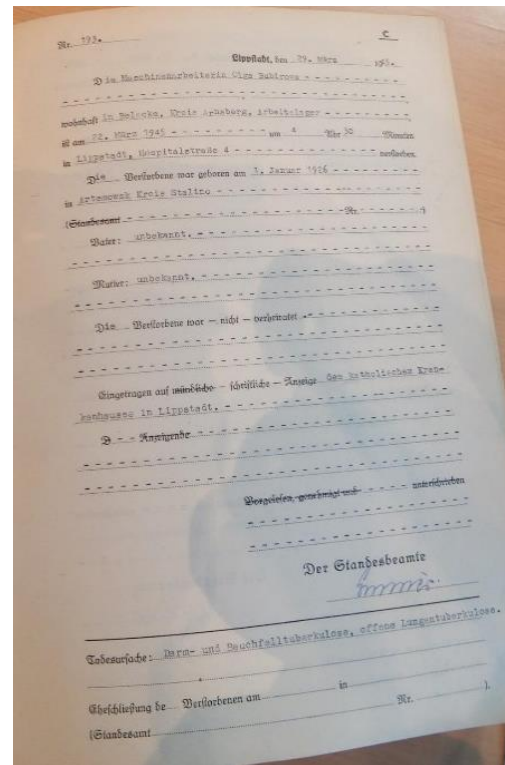 Nr. 193.
C
Lippstadt, den 29. März 1945.
Die Maschinenarbeiterin Olga Bubirowa
wohnhaft in Belecke, Kreis Arnsberg, Arbeitslager
ist am 22. März 1945 um 4 Uhr 30 Minuten
in Lippstadt, Hospitalstraße 4 verstorben.
Die Verstorbene war geboren am 1. Januar 1926
in Artemowsk Kreis Stalino
(Standesamt Nr. )
Vater: unbekannt.
Mutter: unbekannt.
Die Verstorbene war – nicht – verheiratet
Eingetragen auf mündliche – schriftliche – Anzeige des katholischen Kran-
kenhauses in Lippstadt.
D Anzeigende
Vorgelesen, genehmigt und unterschrieben
Der Standesbeamte
Todesursache: Darm- und Bauchfelltuberkulose, offene Lungentuberkulose.
Eheschließung de Verstorbenen am in
(Standesamt Nr. ).